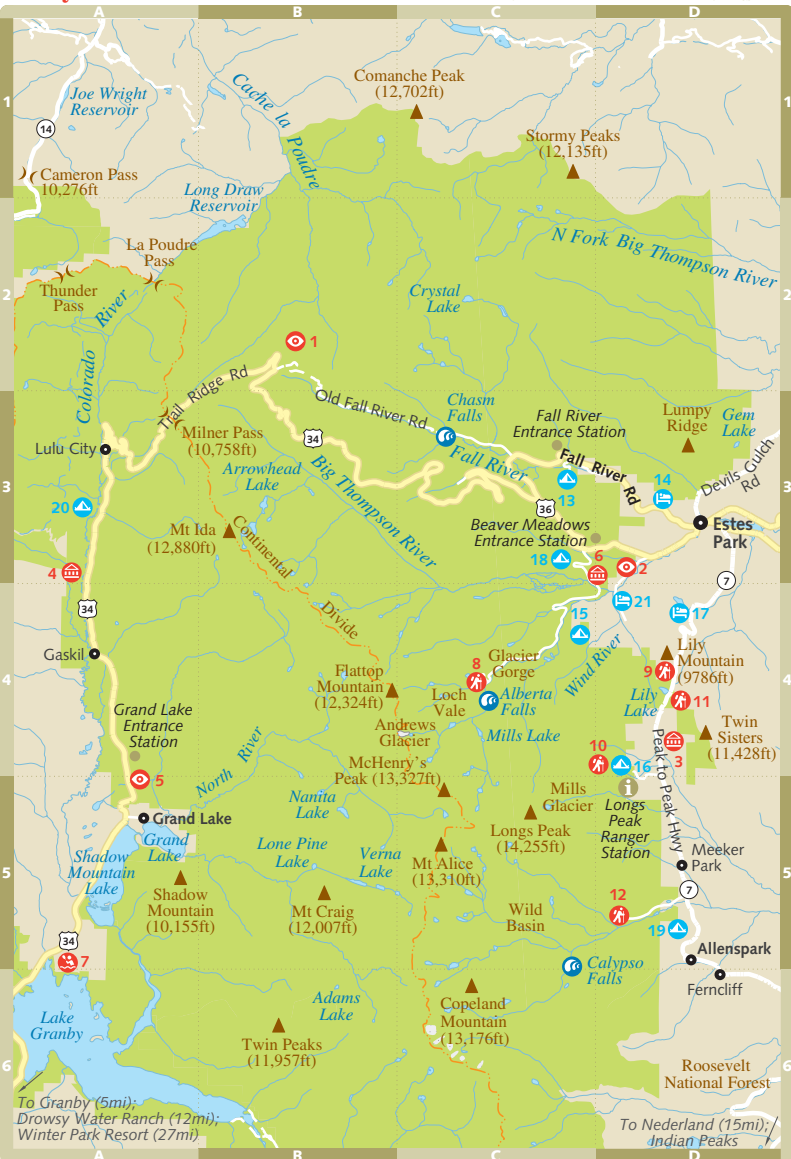 A
B
C
D
1
1
Joe Wright
Reservoir
Cache la Poudre
Comanche Peak
(12,702ft)
14
Stormy Peaks
(12,135ft)
Cameron Pass
10,276ft
Long Draw
Reservoir
La Poudre
Pass
N Fork Big Thompson River
Thunder
Pass
2
2
Colorado River
Crystal
Lake
1
Trail Ridge Rd
Old Fall River Rd
Chasm
Falls
Fall River
Entrance Station
Lumpy
Ridge
Gem
Lake
Milner Pass
(10,758ft)
34
Lulu City
Arrowhead
Lake
Big Thompson River
Fall River
Fall River Rd
Devils Gulch
Rd
3
3
20
13
14
36
Mt Ida
(12,880ft)
Beaver Meadows
Entrance Station
Estes
Park
Continental Divide
18
6
2
4
7
34
21
17
15
Gaskil
Wind River
Lily
Mountain
(9786ft)
8
Glacier
Gorge
9
4
4
Flattop
Mountain
(12,324ft)
Loch
Vale
Alberta
Falls
Lily
Lake
11
Grand Lake
Entrance
Station
Andrews
Glacier
Mills Lake
Twin
Sisters
(11,428ft)
North River
McHenry's
Peak (13,327ft)
10
16
3
Peak to Peak Hwy
5
Nanita
Lake
Mills
Glacier
Longs Peak
(14,255ft)
Longs
Peak
Ranger
Station
Grand Lake
Grand
Lake
Lone Pine
Lake
Verna
Lake
Mt Alice
(13,310ft)
Meeker
Park
5
5
Shadow
Mountain
Lake
Shadow
Mountain
(10,155ft)
Mt Craig
(12,007ft)
7
12
Wild
Basin
34
19
Allenspark
7
Calypso
Falls
Ferncliff
Lake
Granby
Adams
Lake
Copeland
Mountain
(13,176ft)
Twin Peaks
(11,957ft)
6
6
Roosevelt
National Forest
To Granby (5mi);
Drowsy Water Ranch (12mi);
Winter Park Resort (27mi)
To Nederland (15mi);
Indian Peaks
A
B
C
D